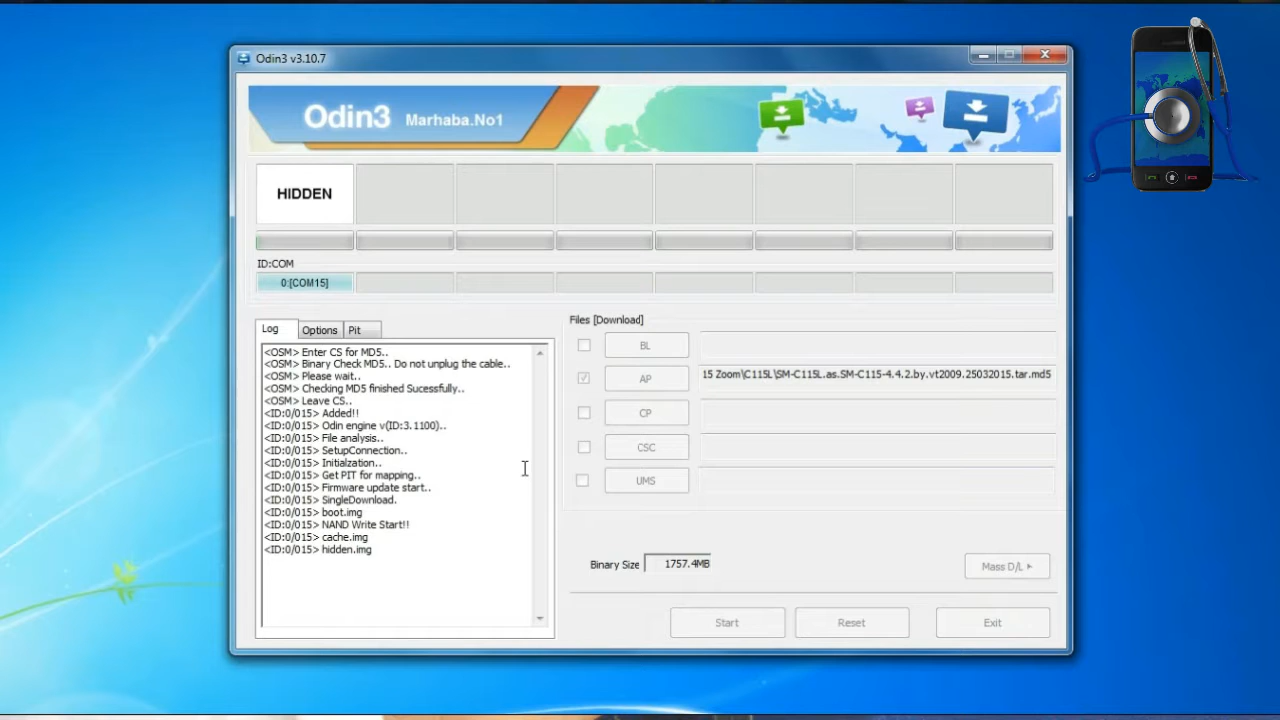 Odin3 v3.10.7
Odin3 Marhaba.No1
HIDDEN
ID:COM
0:[COM15]
Log Options Pit
<OSM> Enter CS for MD5..
<OSM> Binary Check MD5.. Do not unplug the cable..
<OSM> Please wait..
<OSM> Checking MD5 finished Sucessfully..
<OSM> Leave CS..
<ID:0/015> Added!!
<ID:0/015> Odin engine v(ID:3.1100)..
<ID:0/015> File analysis..
<ID:0/015> SetupConnection..
<ID:0/015> Initialzation..
<ID:0/015> Get PIT for mapping..
<ID:0/015> Firmware update start..
<ID:0/015> SingleDownload.
<ID:0/015> boot.img
<ID:0/015> NAND Write Start!!
<ID:0/015> cache.img
<ID:0/015> hidden.img
Files [Download]
BL
AP 15 Zoom\C115L\SM-C115L.as.SM-C115-4.4.2.by.vt2009.25032015.tar.md5
CP
CSC
UMS
Binary Size 1757.4MB
Mass D/L
Start Reset Exit